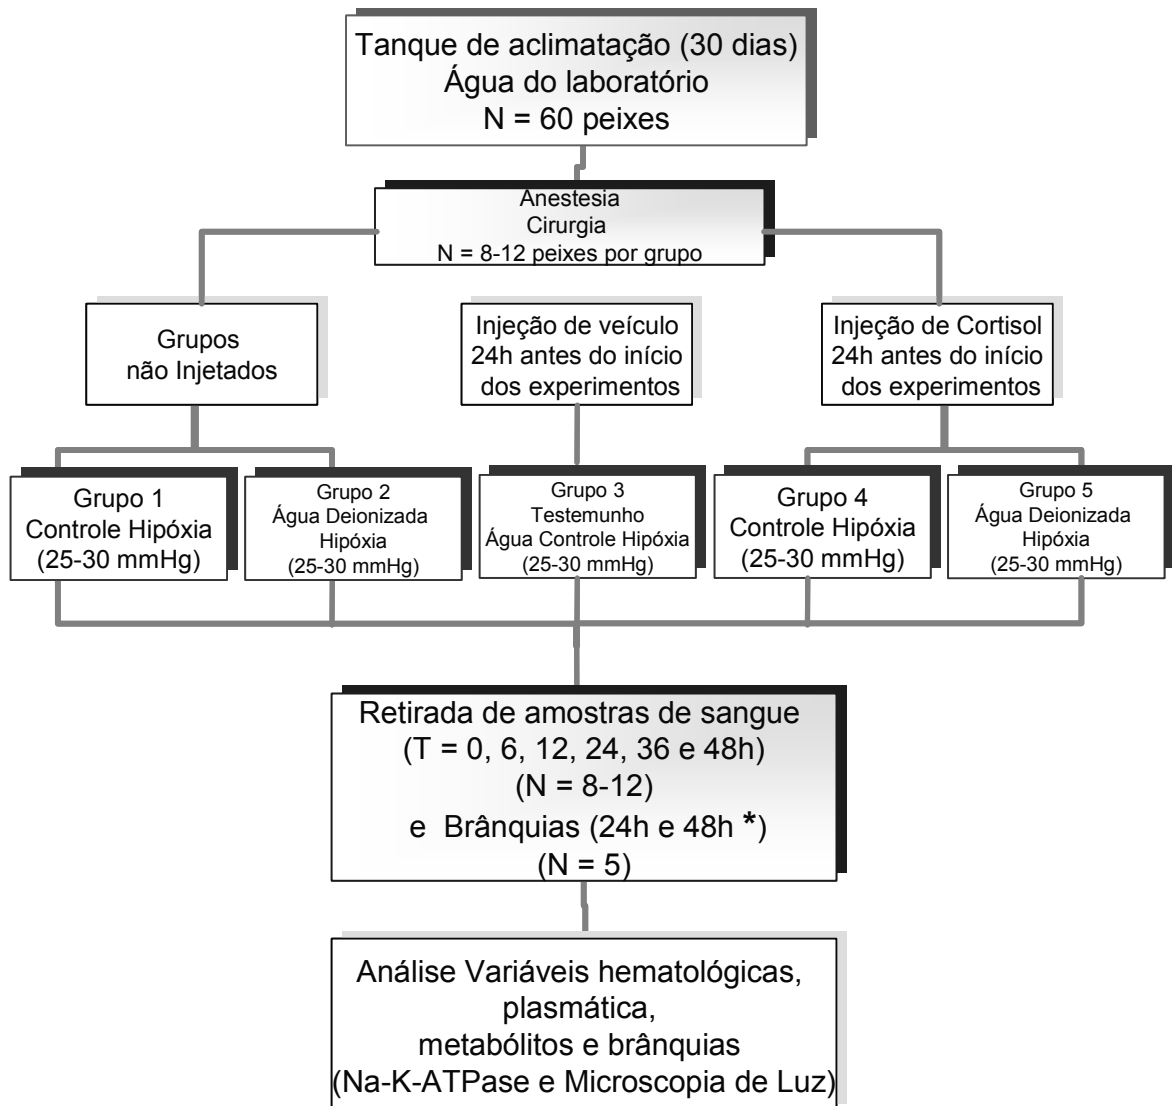 Tanque de aclimatação (30 dias)
Água do laboratório
N = 60 peixes
Anestesia
Cirurgia
N = 8-12 peixes por grupo
Grupos
não Injetados
Injeção de veículo
24h antes do início
dos experimentos
Injeção de Cortisol
24h antes do início
dos experimentos
Grupo 1
Controle Hipóxia
(25-30 mmHg)
Grupo 2
Água Deionizada
Hipóxia
(25-30 mmHg)
Grupo 3
Testemunho
Água Controle Hipóxia
(25-30 mmHg)
Grupo 4
Controle Hipóxia
(25-30 mmHg)
Grupo 5
Água Deionizada
Hipóxia
(25-30 mmHg)
Retirada de amostras de sangue
(T = 0, 6, 12, 24, 36 e 48h)
(N = 8-12)
e Brânquias (24h e 48h *)
(N = 5)
Análise Variáveis hematológicas,
plasmática,
metabólitos e brânquias
(Na-K-ATPase e Microscopia de Luz)